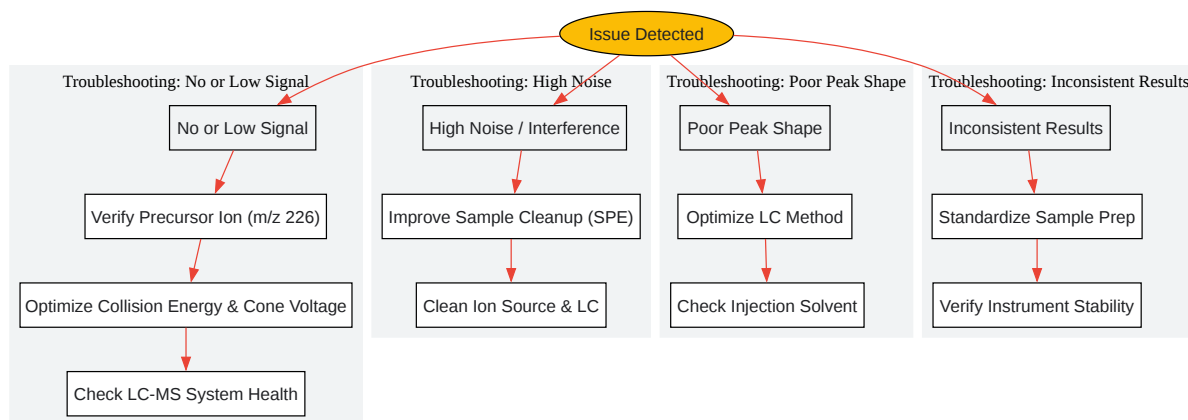 Issue Detected
Troubleshooting: No or Low Signal
No or Low Signal
Verify Precursor Ion (m/z 226)
Optimize Collision Energy & Cone Voltage
Check LC-MS System Health
Troubleshooting: High Noise
High Noise / Interference
Improve Sample Cleanup (SPE)
Clean Ion Source & LC
Troubleshooting: Poor Peak Shape
Poor Peak Shape
Optimize LC Method
Check Injection Solvent
Troubleshooting: Inconsistent Results
Inconsistent Results
Standardize Sample Prep
Verify Instrument Stability